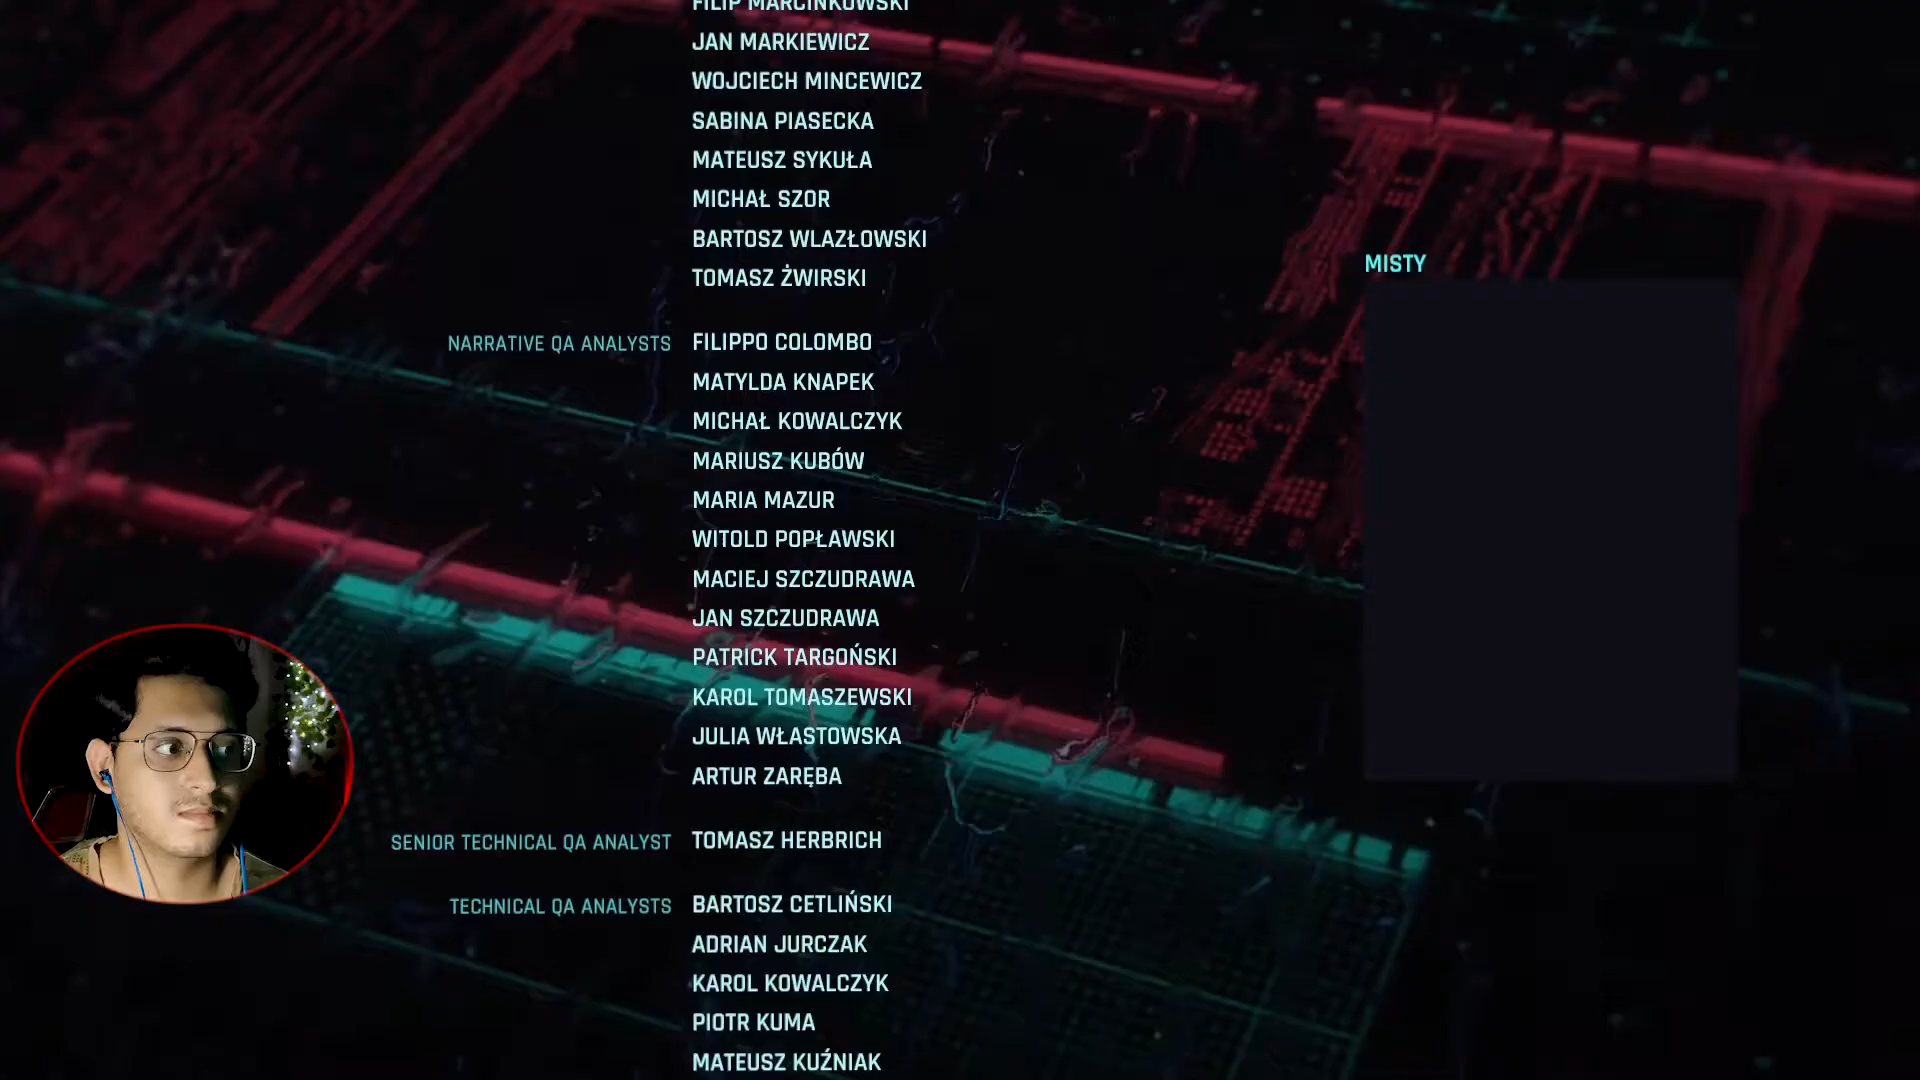 FILIP MARCINKOWSKI
JAN MARKIEWICZ
WOJCIECH MINCEWICZ
SABINA PIASECKA
MATEUSZ SYKUŁA
MICHAŁ SZOR
BARTOSZ WLAZŁOWSKI
TOMASZ ŻWIRSKI
NARRATIVE QA ANALYSTS FILIPPO COLOMBO
MATYLDA KNAPEK
MICHAŁ KOWALCZYK
MARIUSZ KUBÓW
MARIA MAZUR
WITOLD POPŁAWSKI
MACIEJ SZCZUDRAWA
JAN SZCZUDRAWA
PATRICK TARGOŃSKI
KAROL TOMASZEWSKI
JULIA WŁASTOWSKA
ARTUR ZARĘBA
SENIOR TECHNICAL QA ANALYST TOMASZ HERBRICH
TECHNICAL QA ANALYSTS BARTOSZ CETLIŃSKI
ADRIAN JURCZAK
KAROL KOWALCZYK
PIOTR KUMA
MATEUSZ KUŹNIAK
MISTY